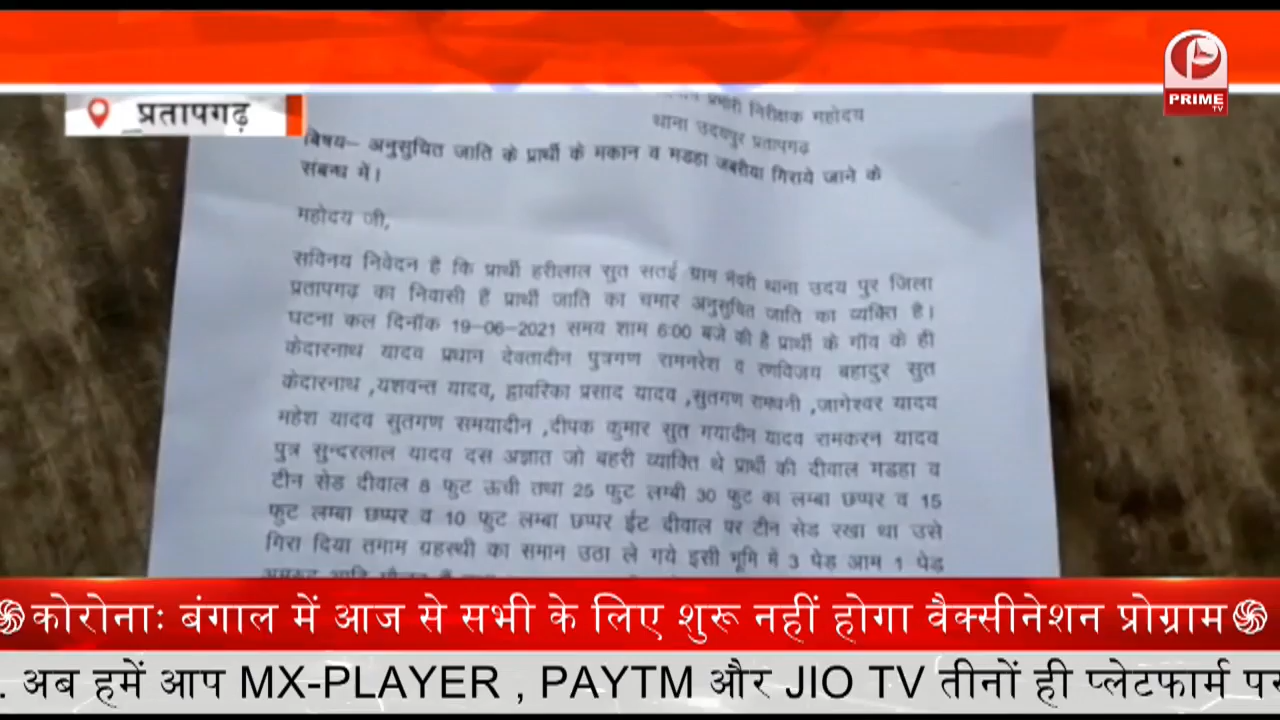 PRIME
TV
प्रतापगढ़
प्रभारी निरीक्षक महोदय
थाना उदयपुर प्रतापगढ़
बिषय– अनुसुचित जाति के प्रार्थी के मकान व मडहा जबरीया गिराये जाने के
संबन्ध में।
महोदय जी,
सविनय निवेदन है कि प्रार्थी हरीलाल सुत सतई ग्राम थाना उदय पुर जिला
प्रतापगढ़ का निवासी हैं प्रार्थी जाति का चमार अनुसुचित जाति का व्यक्ति है।
घटना कल दिनॉक 19-06-2021 समय शाम 6:00 बजे की है प्रार्थी के गॉव के ही
केदारनाथ यादव प्रधान देवतादीन पुत्रगण रामनरेश व रणविजय बहादुर सुत
केदारनाथ ,यशवन्त यादव, द्वावरिका प्रसाद यादव ,सुतगण रामधनी ,जागेश्वर यादव
महेश यादव सुतगण समयादीन ,दीपक कुमार सुत गयादीन यादव रामकरन यादव
पुत्र सुन्दरलाल यादव दस अज्ञात जो बहरी व्याक्ति थे प्रार्थी की दीवाल मडहा व
टीन सेड दीवाल 8 फुट ऊची तथा 25 फुट लम्बी 30 फुट का लम्बा छप्पर व 15
फुट लम्बा छप्पर व 10 फुट लम्बा छप्पर ईट दीवाल पर टीन सेड रखा था उसे
गिरा दिया तमाम ग्रहस्थी का समान उठा ले गये इसी भूमि में 3 पेड़ आम 1 पेड़
कोरोनाः बंगाल में आज से सभी के लिए शुरू नहीं होगा वैक्सीनेशन प्रोग्राम
. अब हमें आप MX-PLAYER , PAYTM और JIO TV तीनों ही प्लेटफार्म पर